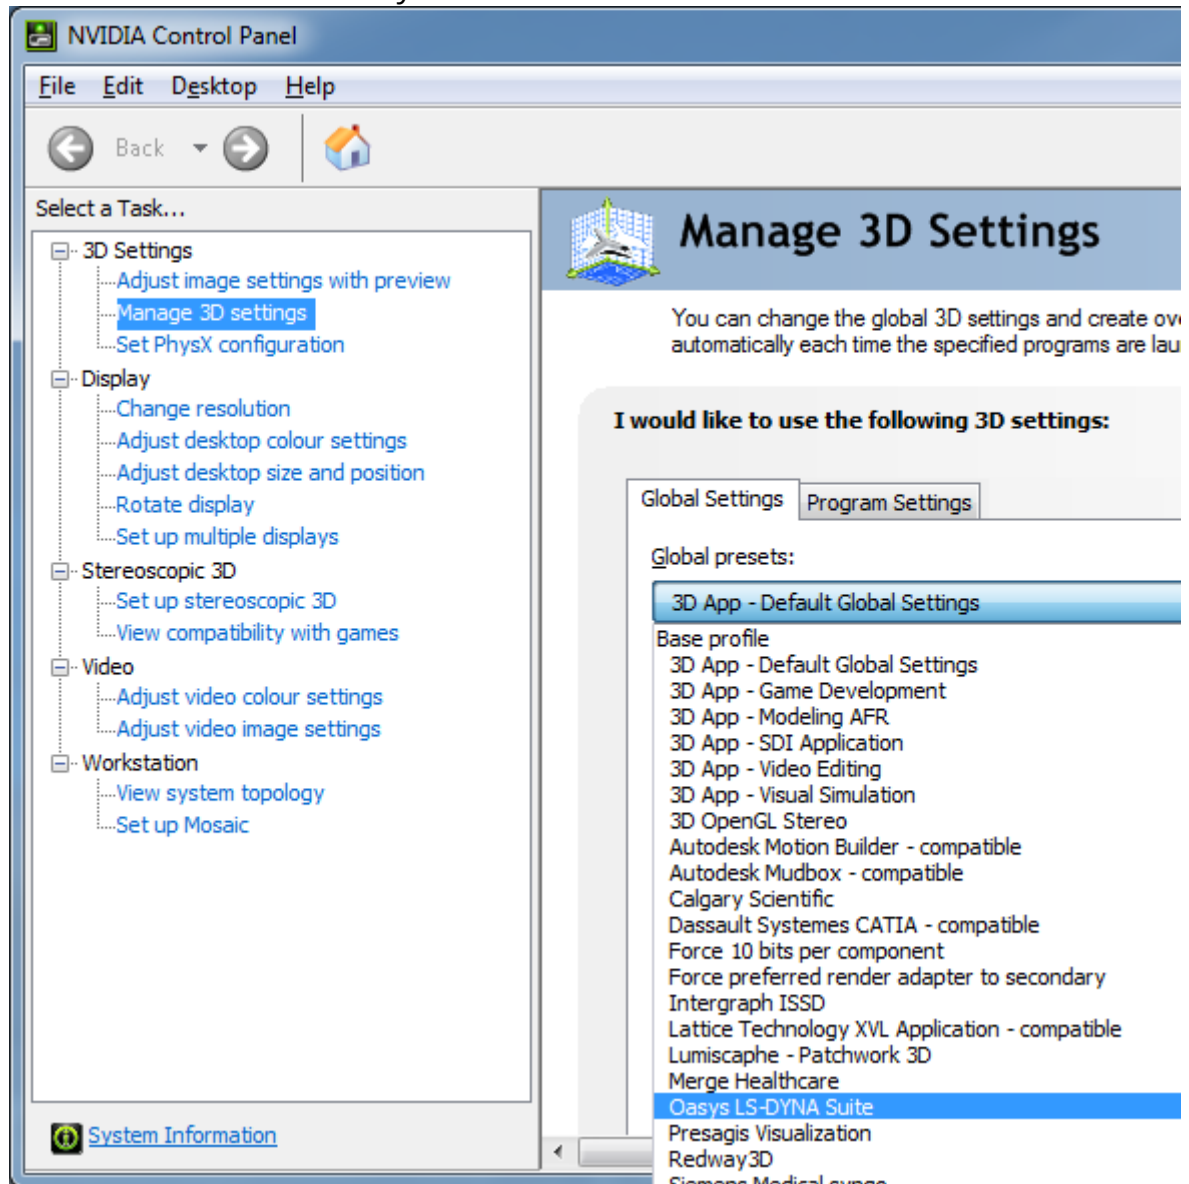 NVIDIA Control Panel
File Edit Desktop Help
Back
Select a Task...
3D Settings
Adjust image settings with preview
Manage 3D settings
Set PhysX configuration
Display
Change resolution
Adjust desktop colour settings
Adjust desktop size and position
Rotate display
Set up multiple displays
Stereoscopic 3D
Set up stereoscopic 3D
View compatibility with games
Video
Adjust video colour settings
Adjust video image settings
Workstation
View system topology
Set up Mosaic
System Information
Manage 3D Settings
You can change the global 3D settings and create
automatically each time the specified programs are
I would like to use the following 3D settings:
Global Settings Program Settings
Global presets:
3D App - Default Global Settings
Base profile
3D App - Default Global Settings
3D App - Game Development
3D App - Modeling AFR
3D App - SDI Application
3D App - Video Editing
3D App - Visual Simulation
3D OpenGL Stereo
Autodesk Motion Builder - compatible
Autodesk Mudbox - compatible
Calgary Scientific
Dassault Systemes CATIA - compatible
Force 10 bits per component
Force preferred render adapter to secondary
Intergraph ISSD
Lattice Technology XVL Application - compatible
Lumiscaphe - Patchwork 3D
Merge Healthcare
Oasys LS-DYNA Suite
Presagis Visualization
Redway3D